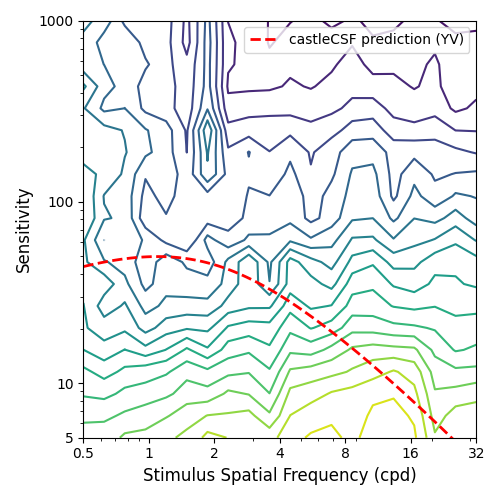 1000
castleCSF prediction (YV)
Sensitivity
100
10
5
0.5 1 2 4 8 16 32
Stimulus Spatial Frequency (cpd)